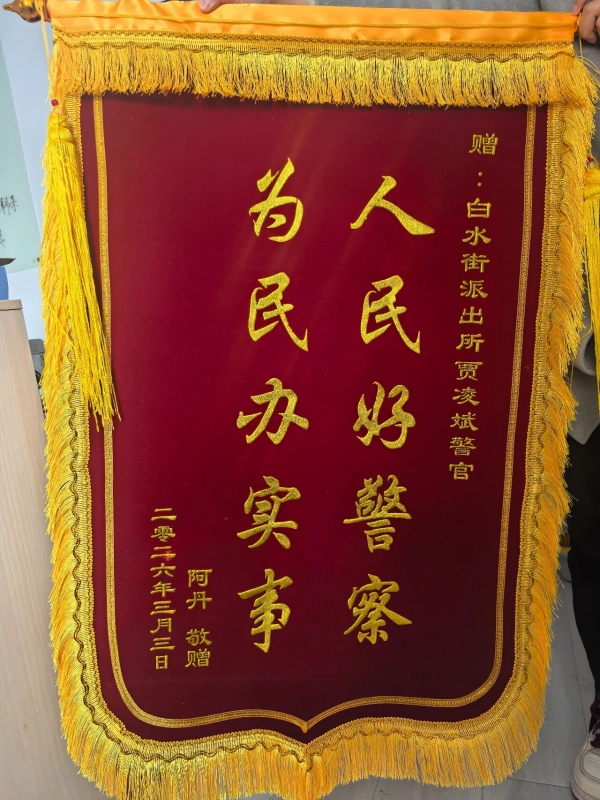 赠：白水街派出所贾凌斌警官
人民好警察
为民办实事
阿丹 敬赠
二零二六年三月三日